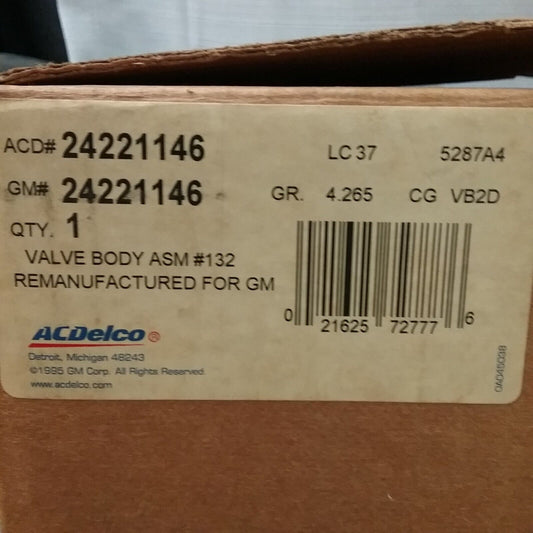 ACD# 24221146 LC 37 5287A4
GM# 24221146 GR. 4.265 CG VB2D
QTY. 1
VALVE BODY ASM #132
REMANUFACTURED FOR GM
0 21625 72777 6
ACDelco®
Detroit, Michigan 48243
©1995 GM Corp. All Rights Reserved.
www.acdelco.com
0AD45038